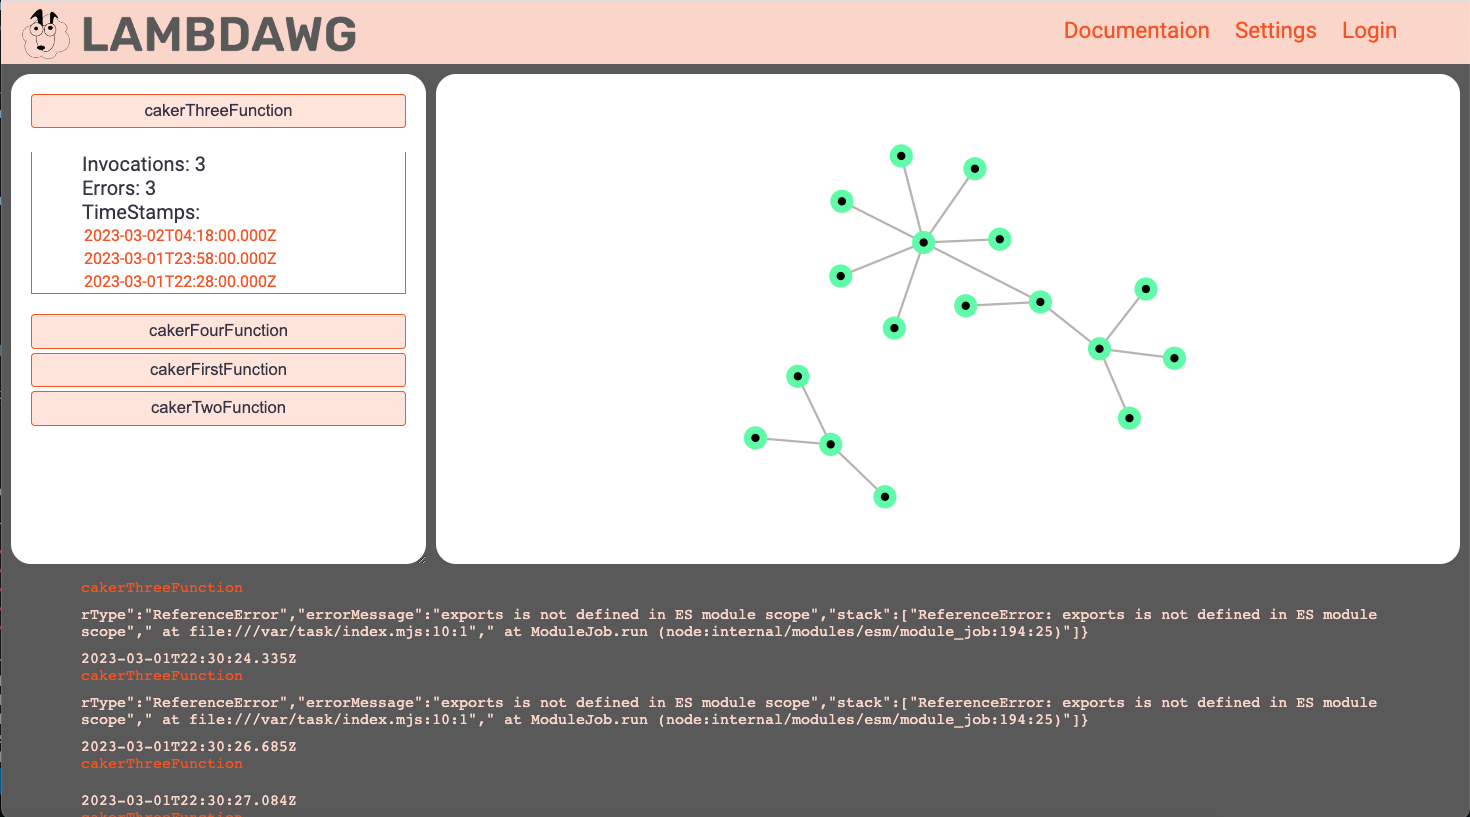 LAMBDAWG
Documentaion Settings Login
cakerThreeFunction
Invocations: 3
Errors: 3
TimeStamps:
2023-03-02T04:18:00.000Z
2023-03-01T23:58:00.000Z
2023-03-01T22:28:00.000Z
cakerFourFunction
cakerFirstFunction
cakerTwoFunction
cakerThreeFunction
rType":"ReferenceError","errorMessage":"exports is not defined in ES module scope","stack":["ReferenceError: exports is not defined in ES module
scope"," at file:///var/task/index.mjs:10:1"," at ModuleJob.run (node:internal/modules/esm/module_job:194:25)"]}
2023-03-01T22:30:24.335Z
cakerThreeFunction
rType":"ReferenceError","errorMessage":"exports is not defined in ES module scope","stack":["ReferenceError: exports is not defined in ES module
scope"," at file:///var/task/index.mjs:10:1"," at ModuleJob.run (node:internal/modules/esm/module_job:194:25)"]}
2023-03-01T22:30:26.685Z
cakerThreeFunction
2023-03-01T22:30:27.084Z
cakerThreeFunction